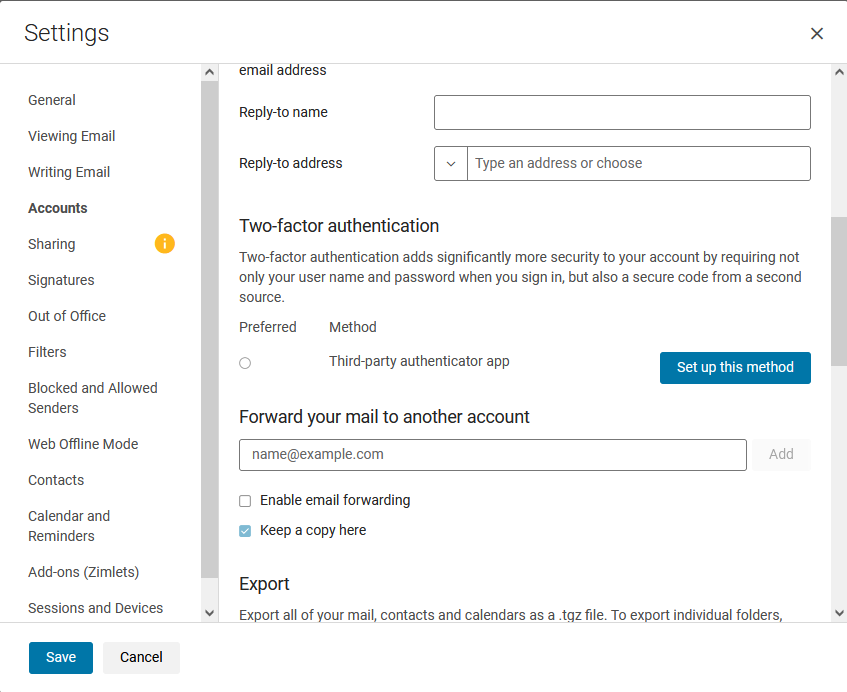 Settings
General
Viewing Email
Writing Email
Accounts
Sharing
Signatures
Out of Office
Filters
Blocked and Allowed
Senders
Web Offline Mode
Contacts
Calendar and
Reminders
Add-ons (Zimlets)
Sessions and Devices
email address
Reply-to name
Reply-to address
Type an address or choose
Two-factor authentication
Two-factor authentication adds significantly more security to your account by requiring not
only your user name and password when you sign in, but also a secure code from a second
source.
Preferred Method
Third-party authenticator app
Set up this method
Forward your mail to another account
name@example.com
Add
Enable email forwarding
Keep a copy here
Export
Export all of your mail, contacts and calendars as a .tgz file. To export individual folders,
Save
Cancel